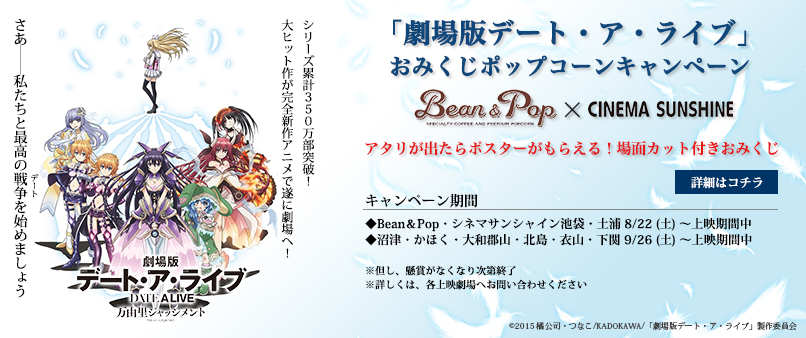 シリーズ累計350万部突破！
大ヒット作が完全新作アニメで遂に劇場へ！
さあ――私たちと最高の戦争を始めましょう
デート
劇場版
デート・ア・ライブ
DATE A LIVE
万由里ジャッジメント
「劇場版デート・ア・ライブ」
おみくじポップコーンキャンペーン
Bean & Pop × CINEMA SUNSHINE
SPECIALTY COFFEE AND PREMIUM POPCORN
アタリが出たらポスターがもらえる！場面カット付きおみくじ
詳細はコチラ
キャンペーン期間
◆Bean＆Pop・シネマサンシャイン池袋・土浦 8/22 (土) ～上映期間中
◆沼津・かほく・大和郡山・北島・衣山・下関 9/26 (土) ～上映期間中
※但し、懸賞がなくなり次第終了
※詳しくは、各上映劇場へお問い合わせください
©2015 橘公司・つなこ/KADOKAWA/「劇場版デート・ア・ライブ」製作委員会